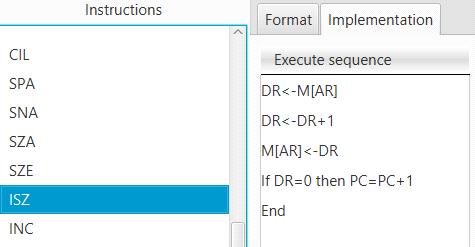 Instructions
CIL
SPA
SNA
SZA
SZE
ISZ
INC
Format
Implementation
Execute sequence
DR<-M[AR]
DR<-DR+1
M[AR]<-DR
If DR=0 then PC=PC+1
End